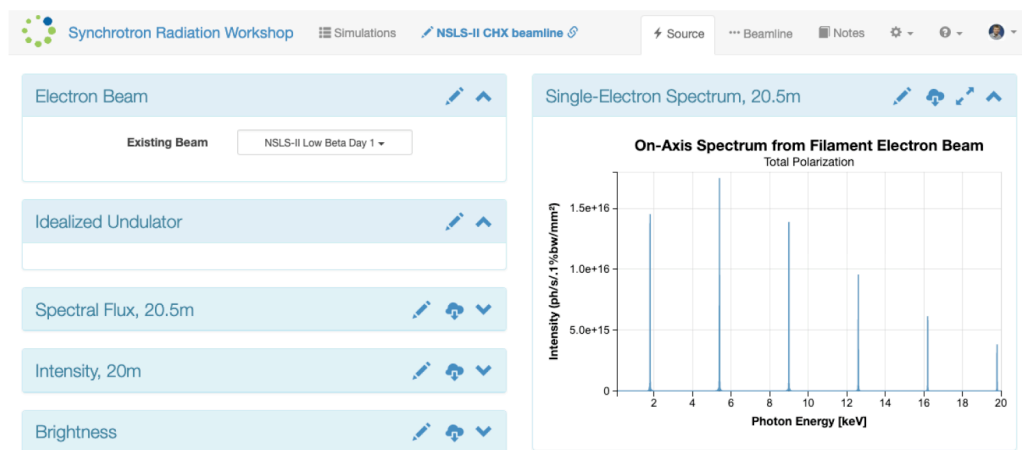 Synchrotron Radiation Workshop Simulations NSLS-II CHX beamline Source Beamline Notes
Electron Beam
Existing Beam NSLS-II Low Beta Day 1
Idealized Undulator
Spectral Flux, 20.5m
Intensity, 20m
Brightness
Single-Electron Spectrum, 20.5m
On-Axis Spectrum from Filament Electron Beam
Total Polarization
Intensity (ph/s/.1%bw/mm²)
1.5e+16
1.0e+16
5.0e+15
0
2 4 6 8 10 12 14 16 18 20
Photon Energy [keV]